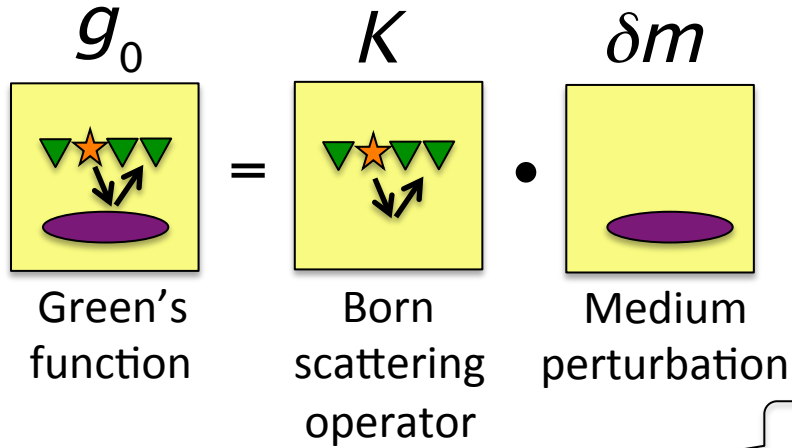 g₀ K δm
= •
Green's Born Medium
function scattering perturbation
operator